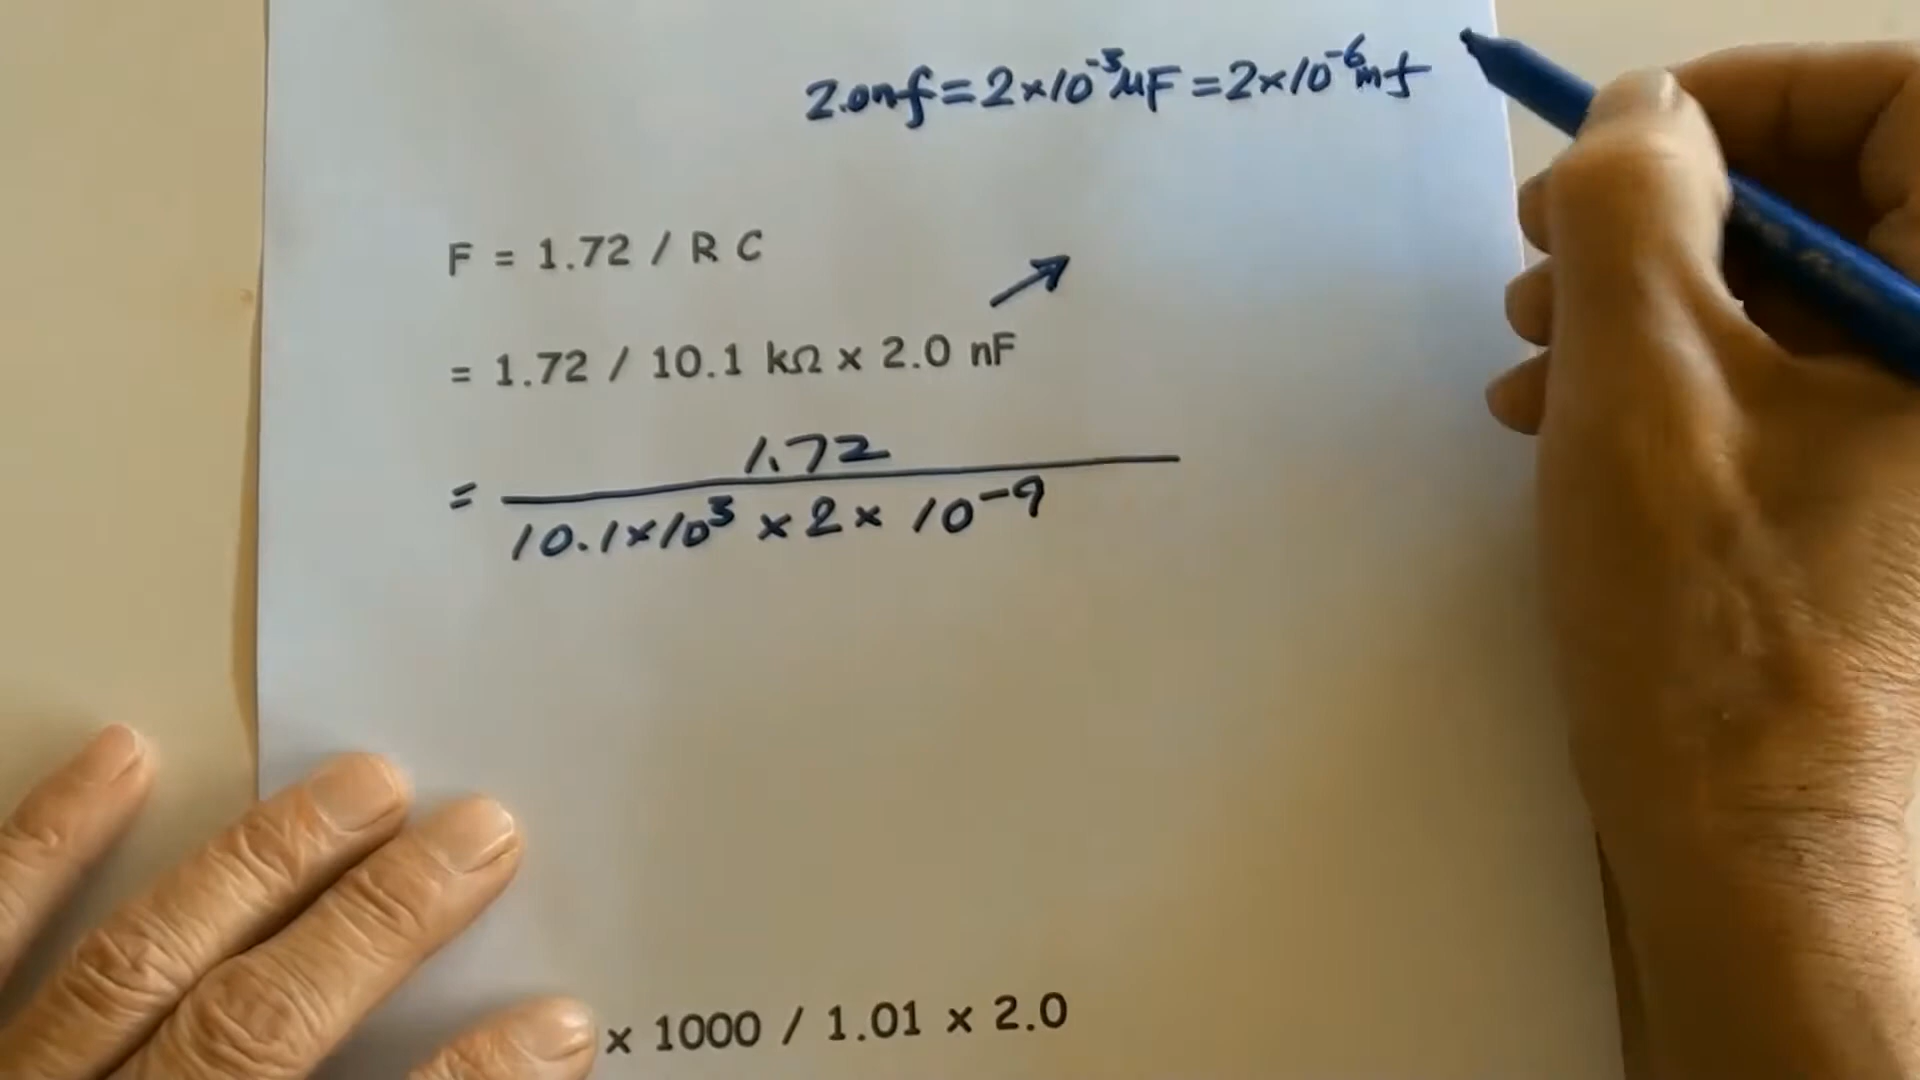 2.0nf = 2×10⁻³µF = 2×10⁻⁶mf
F = 1.72 / R C
= 1.72 / 10.1 kΩ x 2.0 nF
1.72
= 10.1×10³ × 2 × 10⁻⁹
x 1000 / 1.01 x 2.0